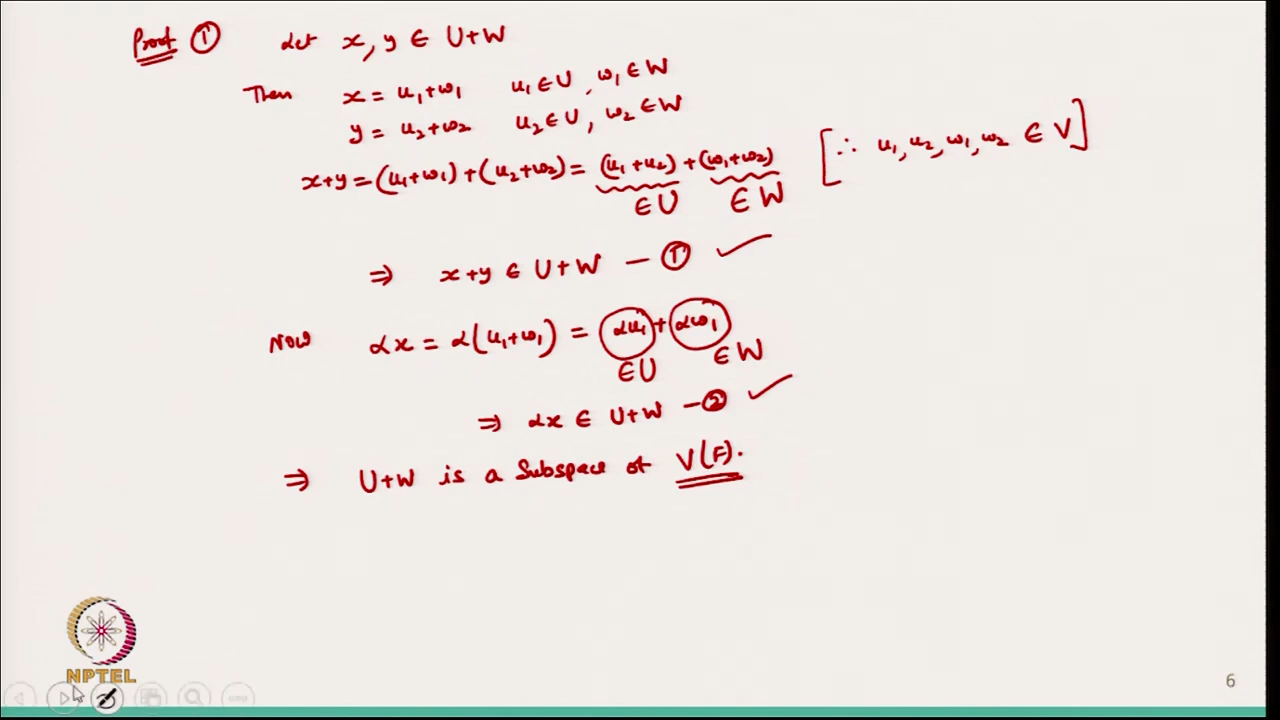 Proof ① Let x, y ∈ U+W
Then x = u₁+w₁ u₁ ∈ U, w₁ ∈ W
y = u₂+w₂ u₂ ∈ U, w₂ ∈ W
x+y = (u₁+w₁) + (u₂+w₂) = (u₁+u₂) + (w₁+w₂) [∴ u₁, u₂, w₁, w₂ ∈ V]
∈ U ∈ W
⇒ x+y ∈ U+W — ① ✓
Now αx = α(u₁+w₁) = αu₁ + αw₁
∈ U ∈ W
⇒ αx ∈ U+W — ② ✓
⇒ U+W is a Subspace of V(F).
NPTEL
6